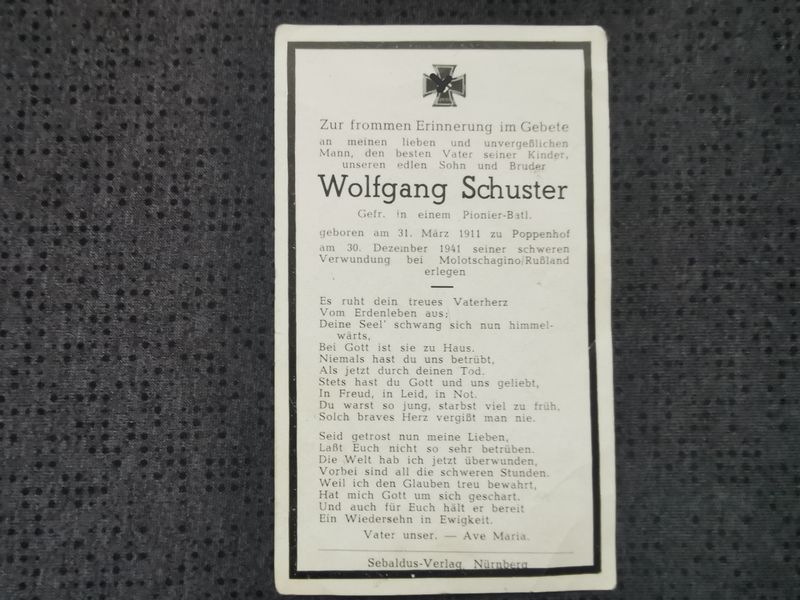 Zur frommen Erinnerung im Gebete
an meinen lieben und unvergeßlichen
Mann, den besten Vater seiner Kinder,
unseren edlen Sohn und Bruder
Wolfgang Schuster
Gefr. in einem Pionier-Batl.
geboren am 31. März 1911 zu Poppenhof
am 30. Dezember 1941 seiner schweren
Verwundung bei Molotschagino/Rußland
erlegen
Es ruht dein treues Vaterherz
Vom Erdenleben aus;
Deine Seel' schwang sich nun himmel-
wärts,
Bei Gott ist sie zu Haus.
Niemals hast du uns betrübt,
Als jetzt durch deinen Tod.
Stets hast du Gott und uns geliebt,
In Freud, in Leid, in Not.
Du warst so jung, starbst viel zu früh,
Solch braves Herz vergißt man nie.
Seid getrost nun meine Lieben,
Laßt Euch nicht so sehr betrüben.
Die Welt hab ich jetzt überwunden,
Vorbei sind all die schweren Stunden.
Weil ich den Glauben treu bewahrt,
Hat mich Gott um sich geschart.
Und auch für Euch hält er bereit
Ein Wiedersehn in Ewigkeit.
Vater unser. — Ave Maria.
Sebaldus-Verlag, Nürnberg